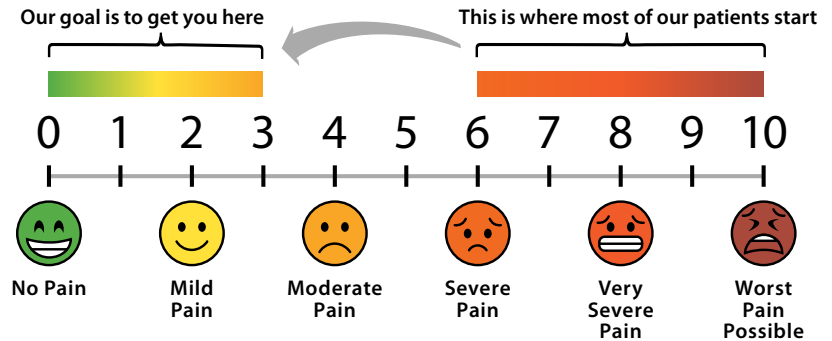 Our goal is to get you here
This is where most of our patients start
0 1 2 3 4 5 6 7 8 9 10
No Pain
Mild
Pain
Moderate
Pain
Severe
Pain
Very
Severe
Pain
Worst
Pain
Possible